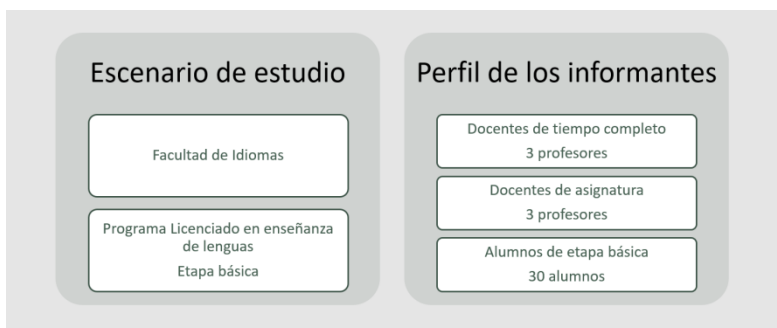 Escenario de estudio
Facultad de Idiomas
Programa Licenciado en enseñanza
de lenguas
Etapa básica
Perfil de los informantes
Docentes de tiempo completo
3 profesores
Docentes de asignatura
3 profesores
Alumnos de etapa básica
30 alumnos